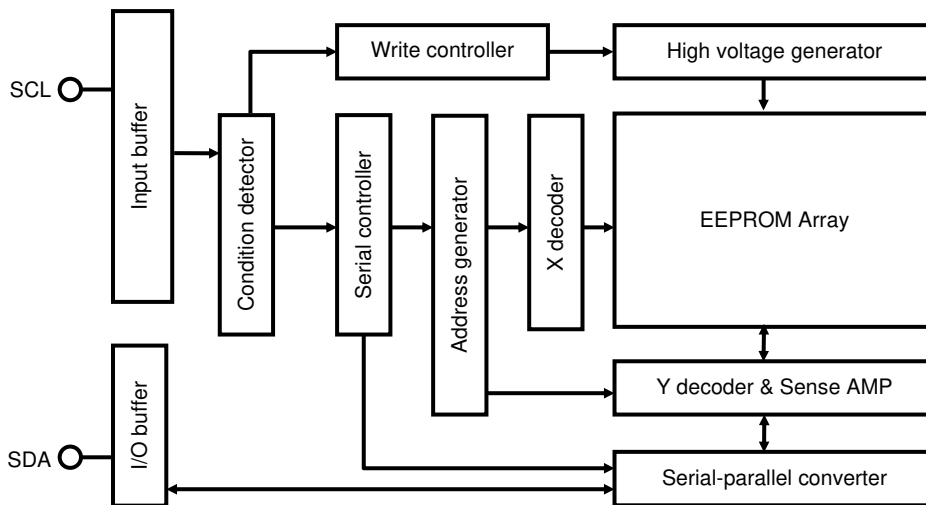 Write controller
High voltage generator
SCL
Input buffer
Condition detector
Serial controller
Address generator
X decoder
EEPROM Array
Y decoder & Sense AMP
SDA
I/O buffer
Serial-parallel converter